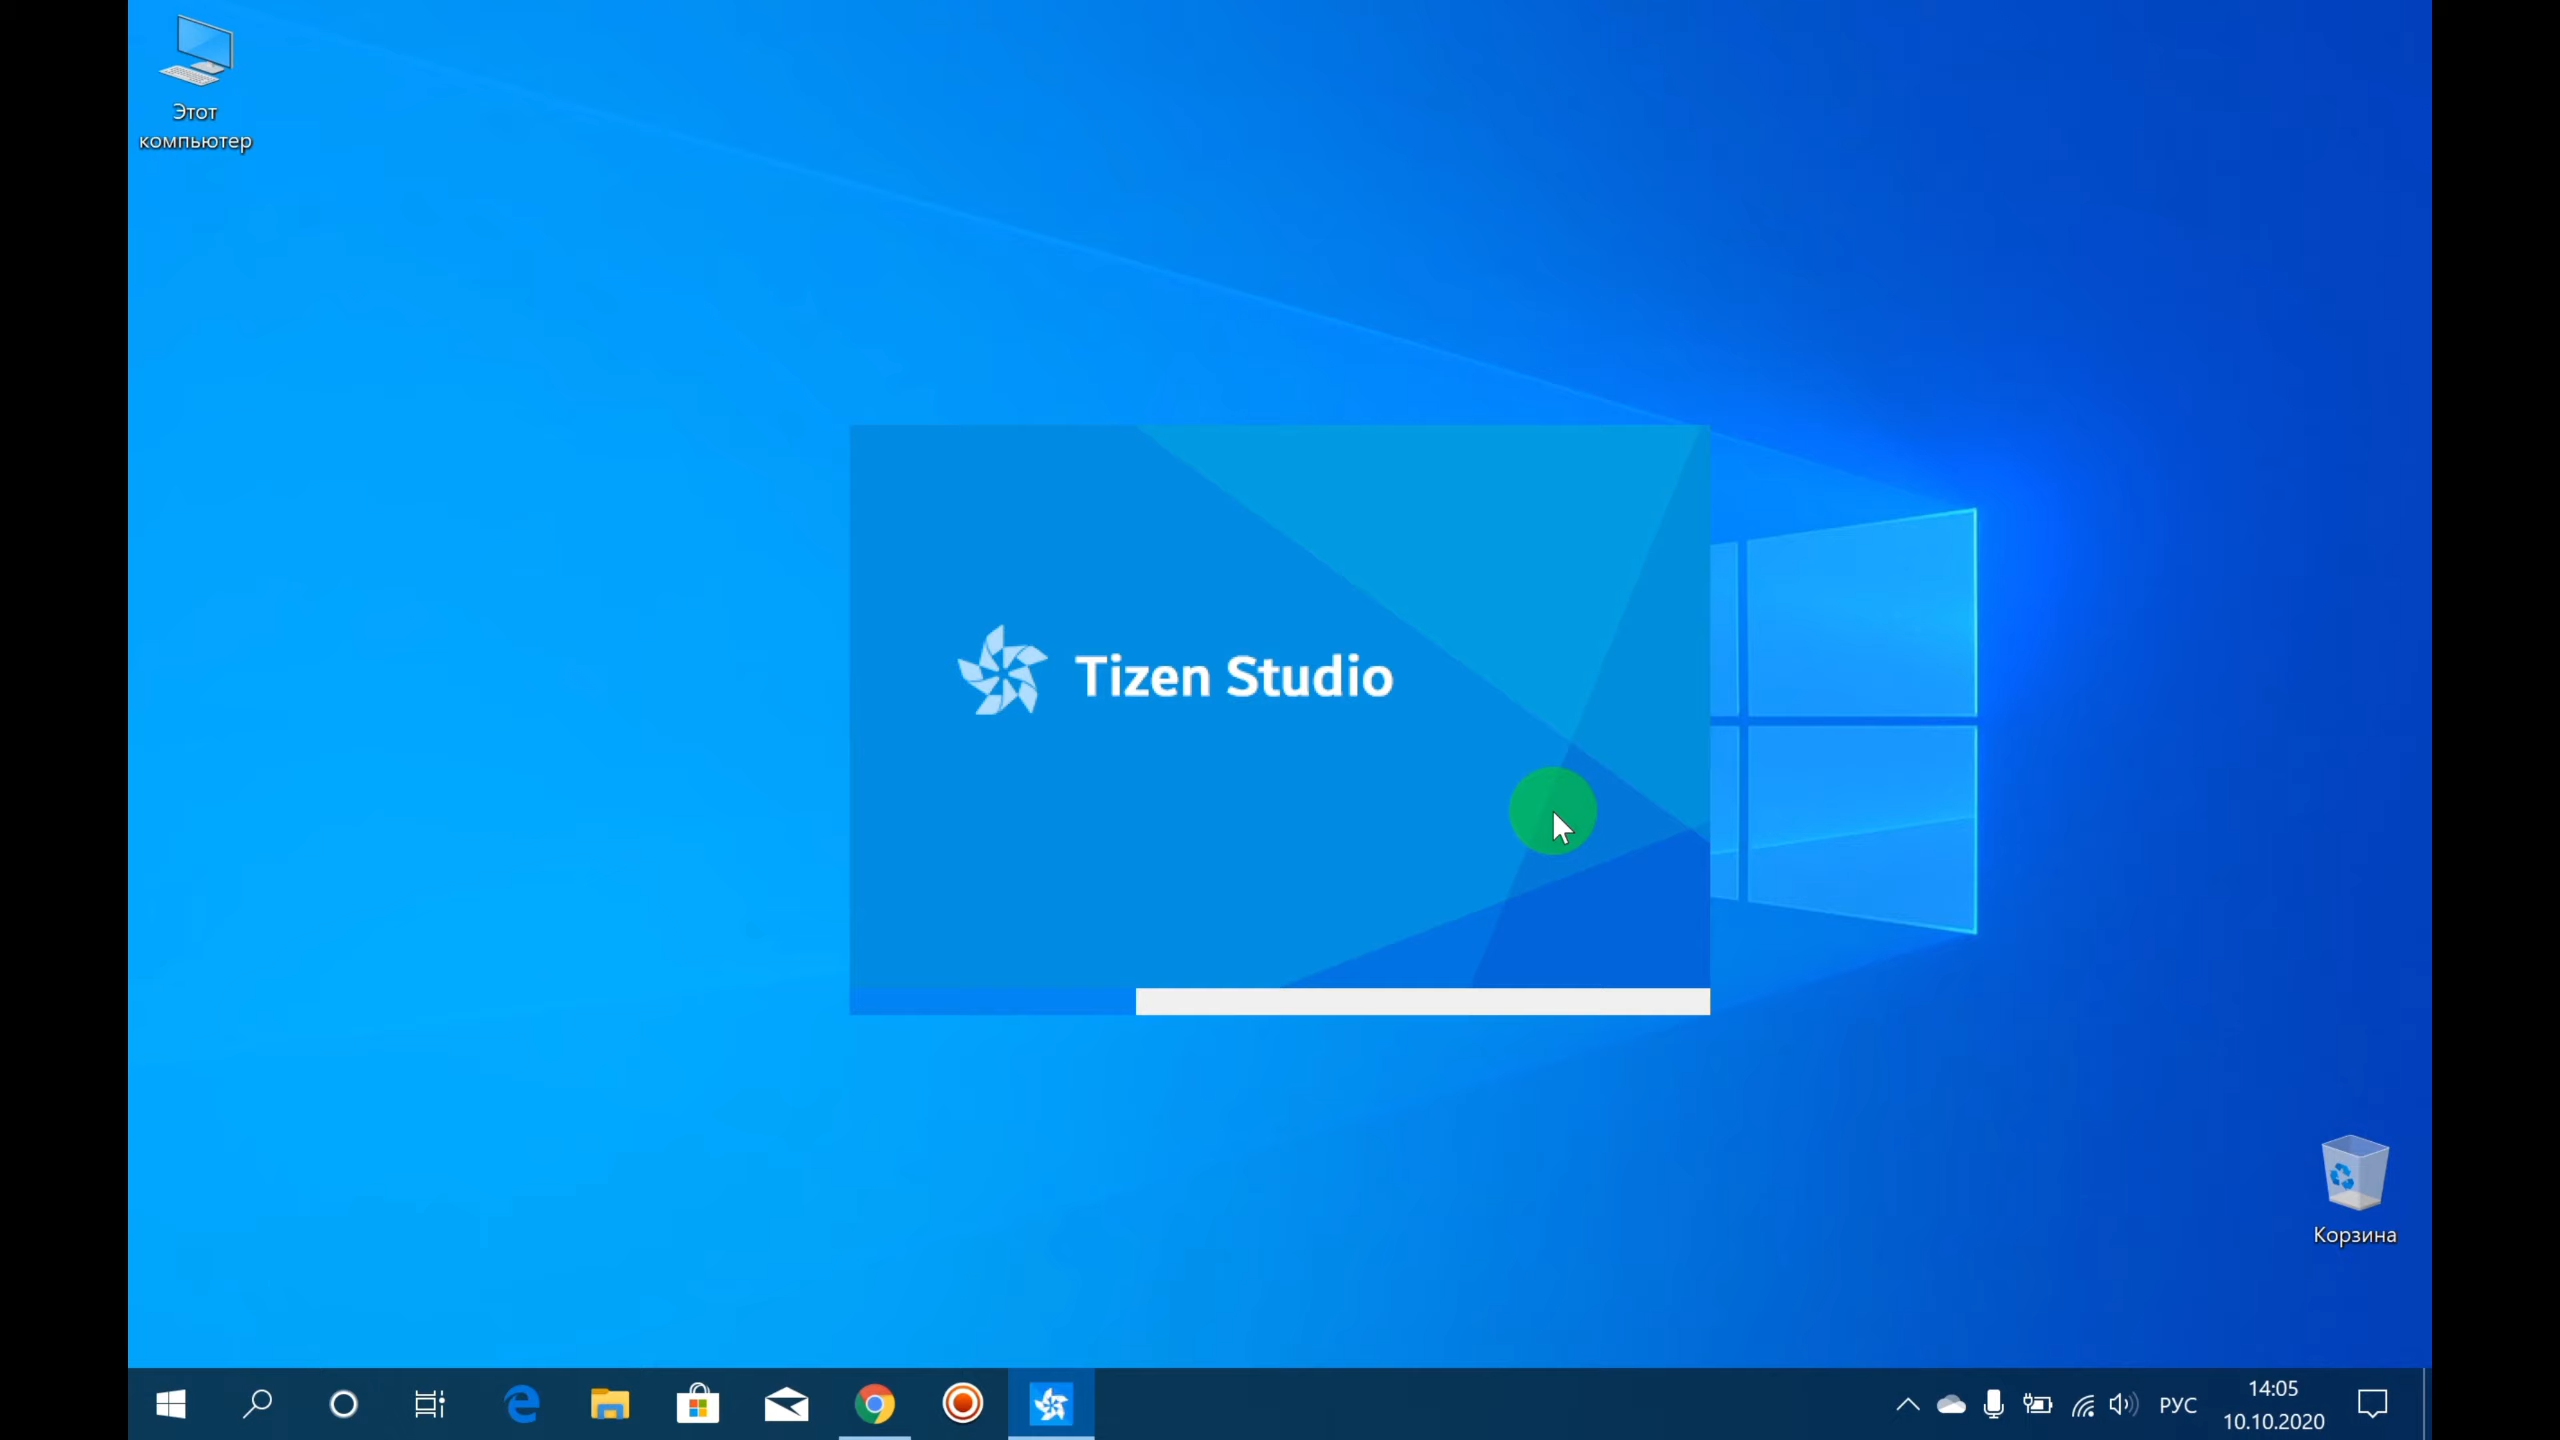 Этот
компьютер
Tizen Studio
Корзина
РУС
14:05
10.10.2020